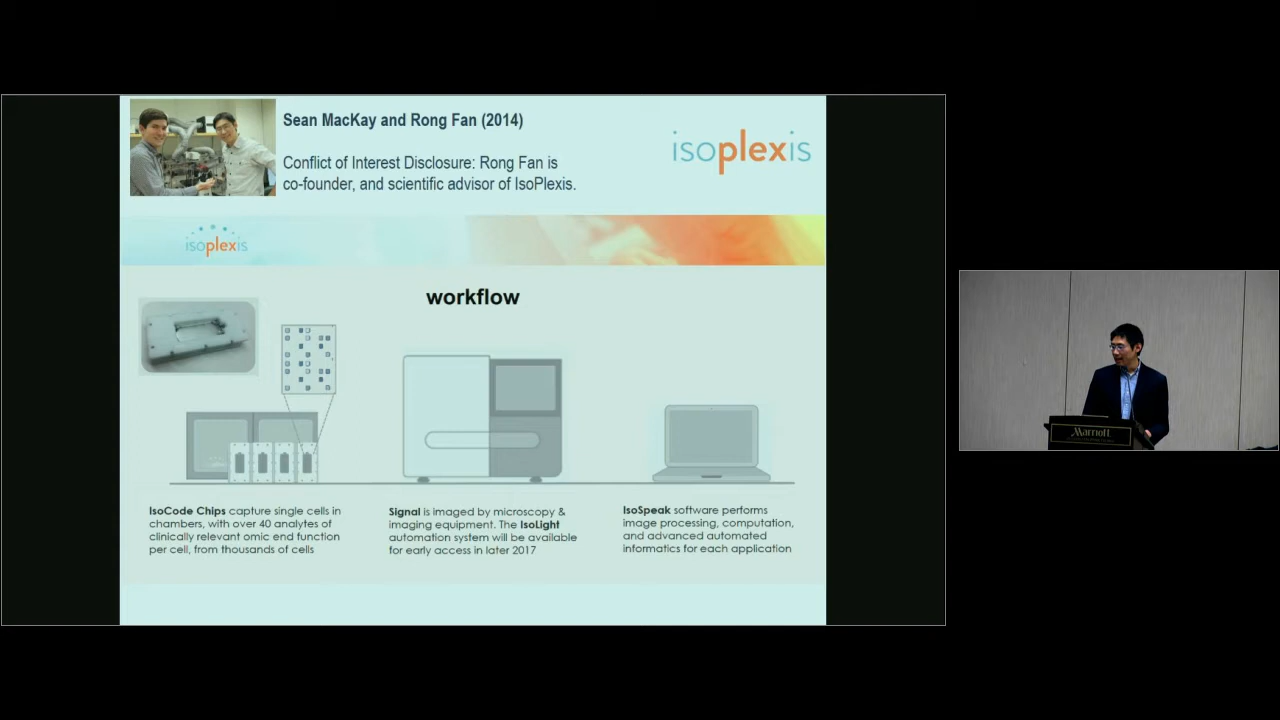 Sean MacKay and Rong Fan (2014)
Conflict of Interest Disclosure: Rong Fan is
co-founder, and scientific advisor of IsoPlexis.
isoplexis
isoplexis
workflow
IsoCode Chips capture single cells in
chambers, with over 40 analytes of
clinically relevant omic end function
per cell, from thousands of cells
Signal is imaged by microscopy &
imaging equipment. The IsoLight
automation system will be available
for early access in later 2017
IsoSpeak software performs
image processing, computation,
and advanced automated
informatics for each application
Marriott